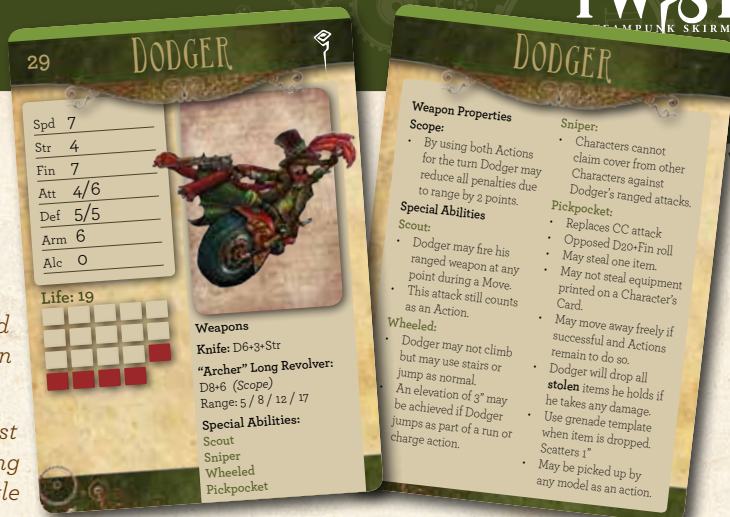 TWIST
STEAMPUNK SKIRM
29
DODGER
Spd 7
Str 4
Fin 7
Att 4/6
Def 5/5
Arm 6
Alc 0
Life: 19
Weapons
Knife: D6+3+Str
"Archer" Long Revolver:
D8+6 (Scope)
Range: 5 / 8 / 12 / 17
Special Abilities:
Scout
Sniper
Wheeled
Pickpocket
DODGER
Weapon Properties
Scope:
• By using both Actions
for the turn Dodger may
reduce all penalties due
to range by 2 points.
Special Abilities
Scout:
• Dodger may fire his
ranged weapon at any
point during a Move.
• This attack still counts
as an Action.
Wheeled:
• Dodger may not climb
but may use stairs or
jump as normal.
• An elevation of 3" may
be achieved if Dodger
jumps as part of a run or
charge action.
Sniper:
• Characters cannot
claim cover from other
Characters against
Dodger's ranged attacks.
Pickpocket:
• Replaces CC attack
• Opposed D20+Fin roll
• May steal one item.
• May not steal equipment
printed on a Character's
Card.
• May move away freely if
successful and Actions
remain to do so.
• Dodger will drop all
stolen items he holds if
he takes any damage.
• Use grenade template
when item is dropped.
Scatters 1"
• May be picked up by
any model as an action.